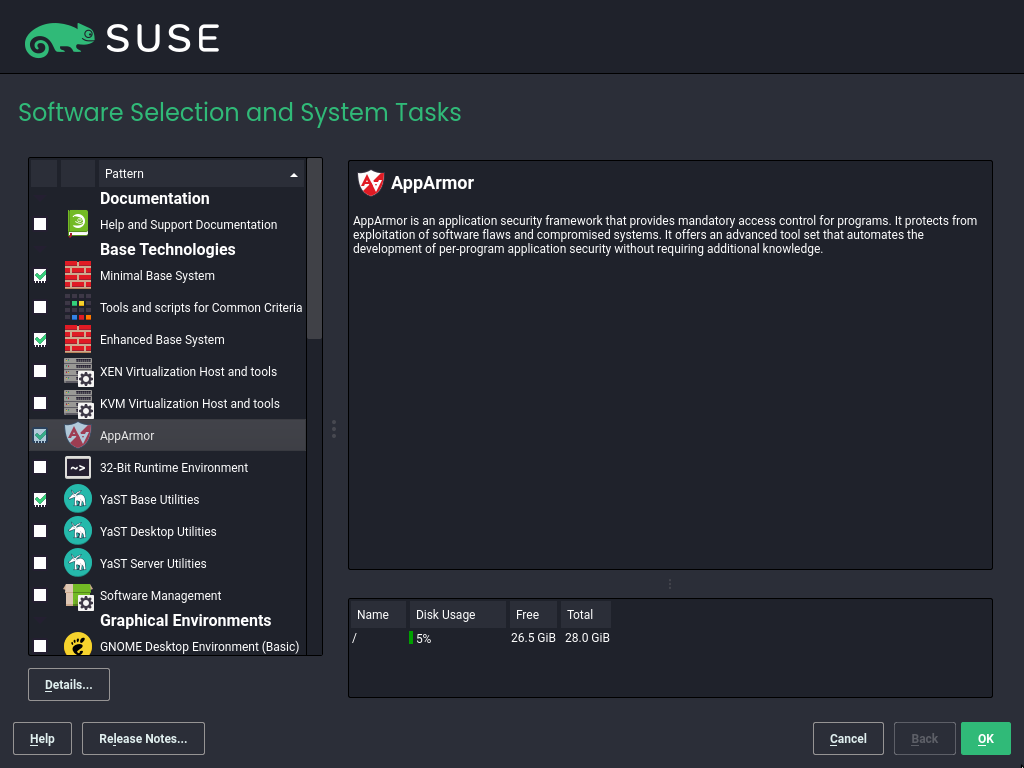 SUSE
Software Selection and System Tasks
Pattern
Documentation
Help and Support Documentation
Base Technologies
Minimal Base System
Tools and scripts for Common Criteria
Enhanced Base System
XEN Virtualization Host and tools
KVM Virtualization Host and tools
AppArmor
32-Bit Runtime Environment
YaST Base Utilities
YaST Desktop Utilities
YaST Server Utilities
Software Management
Graphical Environments
GNOME Desktop Environment (Basic)
Details...
AppArmor
AppArmor is an application security framework that provides mandatory access control for programs. It protects from
exploitation of software flaws and compromised systems. It offers an advanced tool set that automates the
development of per-program application security without requiring additional knowledge.
Name Disk Usage Free Total
/ 5% 26.5 GiB 28.0 GiB
Help Release Notes... Cancel Back OK